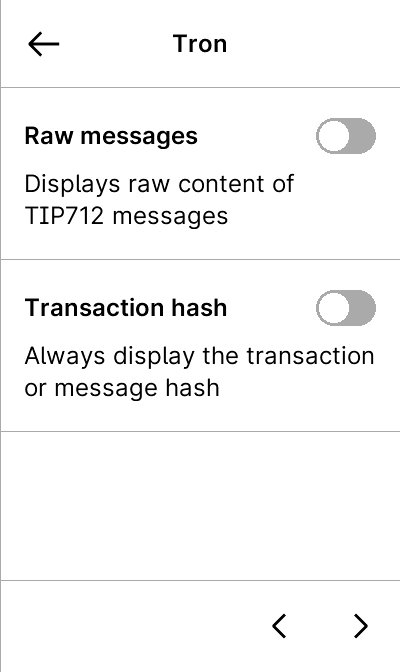 Tron
Raw messages
Displays raw content of
TIP712 messages
Transaction hash
Always display the transaction
or message hash